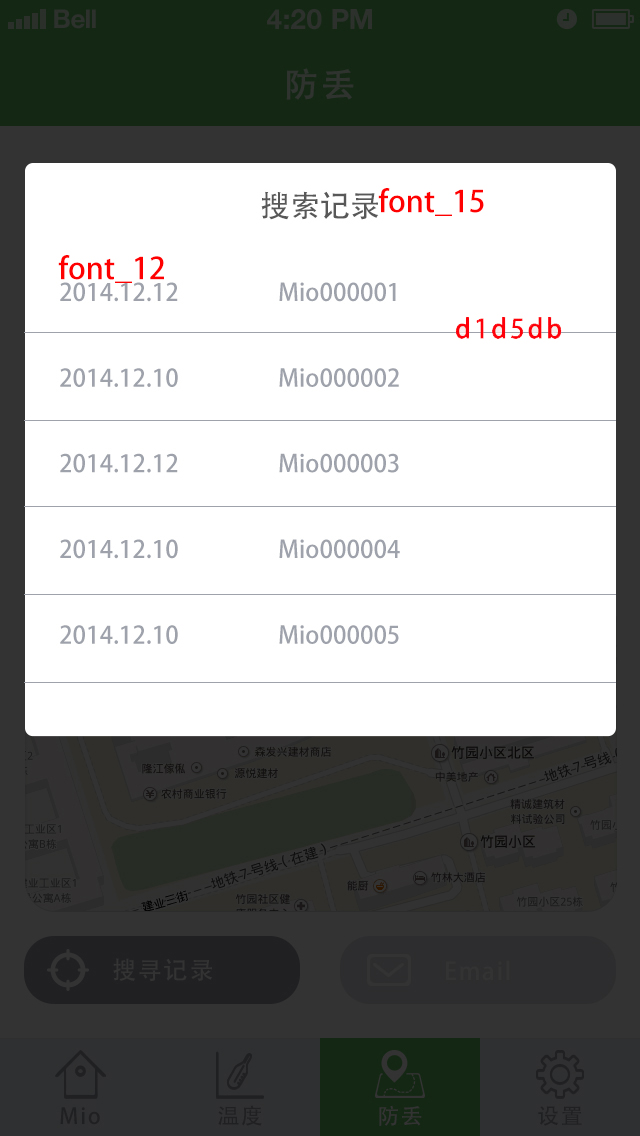 Bell 4:20 PM
防丢
搜索记录font_15
font_12
2014.12.12 Mio000001
d1d5db
2014.12.10 Mio000002
2014.12.12 Mio000003
2014.12.10 Mio000004
2014.12.10 Mio000005
森发兴建材商店
竹园小区北区
隆江傢俬
源悦建材
中美地产
地铁-7-号线-(
农村商业银行
精诚建筑材
料试验公司
竹园小
工业区1
寓B栋
竹园小区
地铁-7-号线-(在建-)
业工业区1
公寓A栋
能厨
竹林大酒店
建业三街
竹园社区健
竹园小区25栋
搜寻记录 Email
Mio 温度 防丢 设置